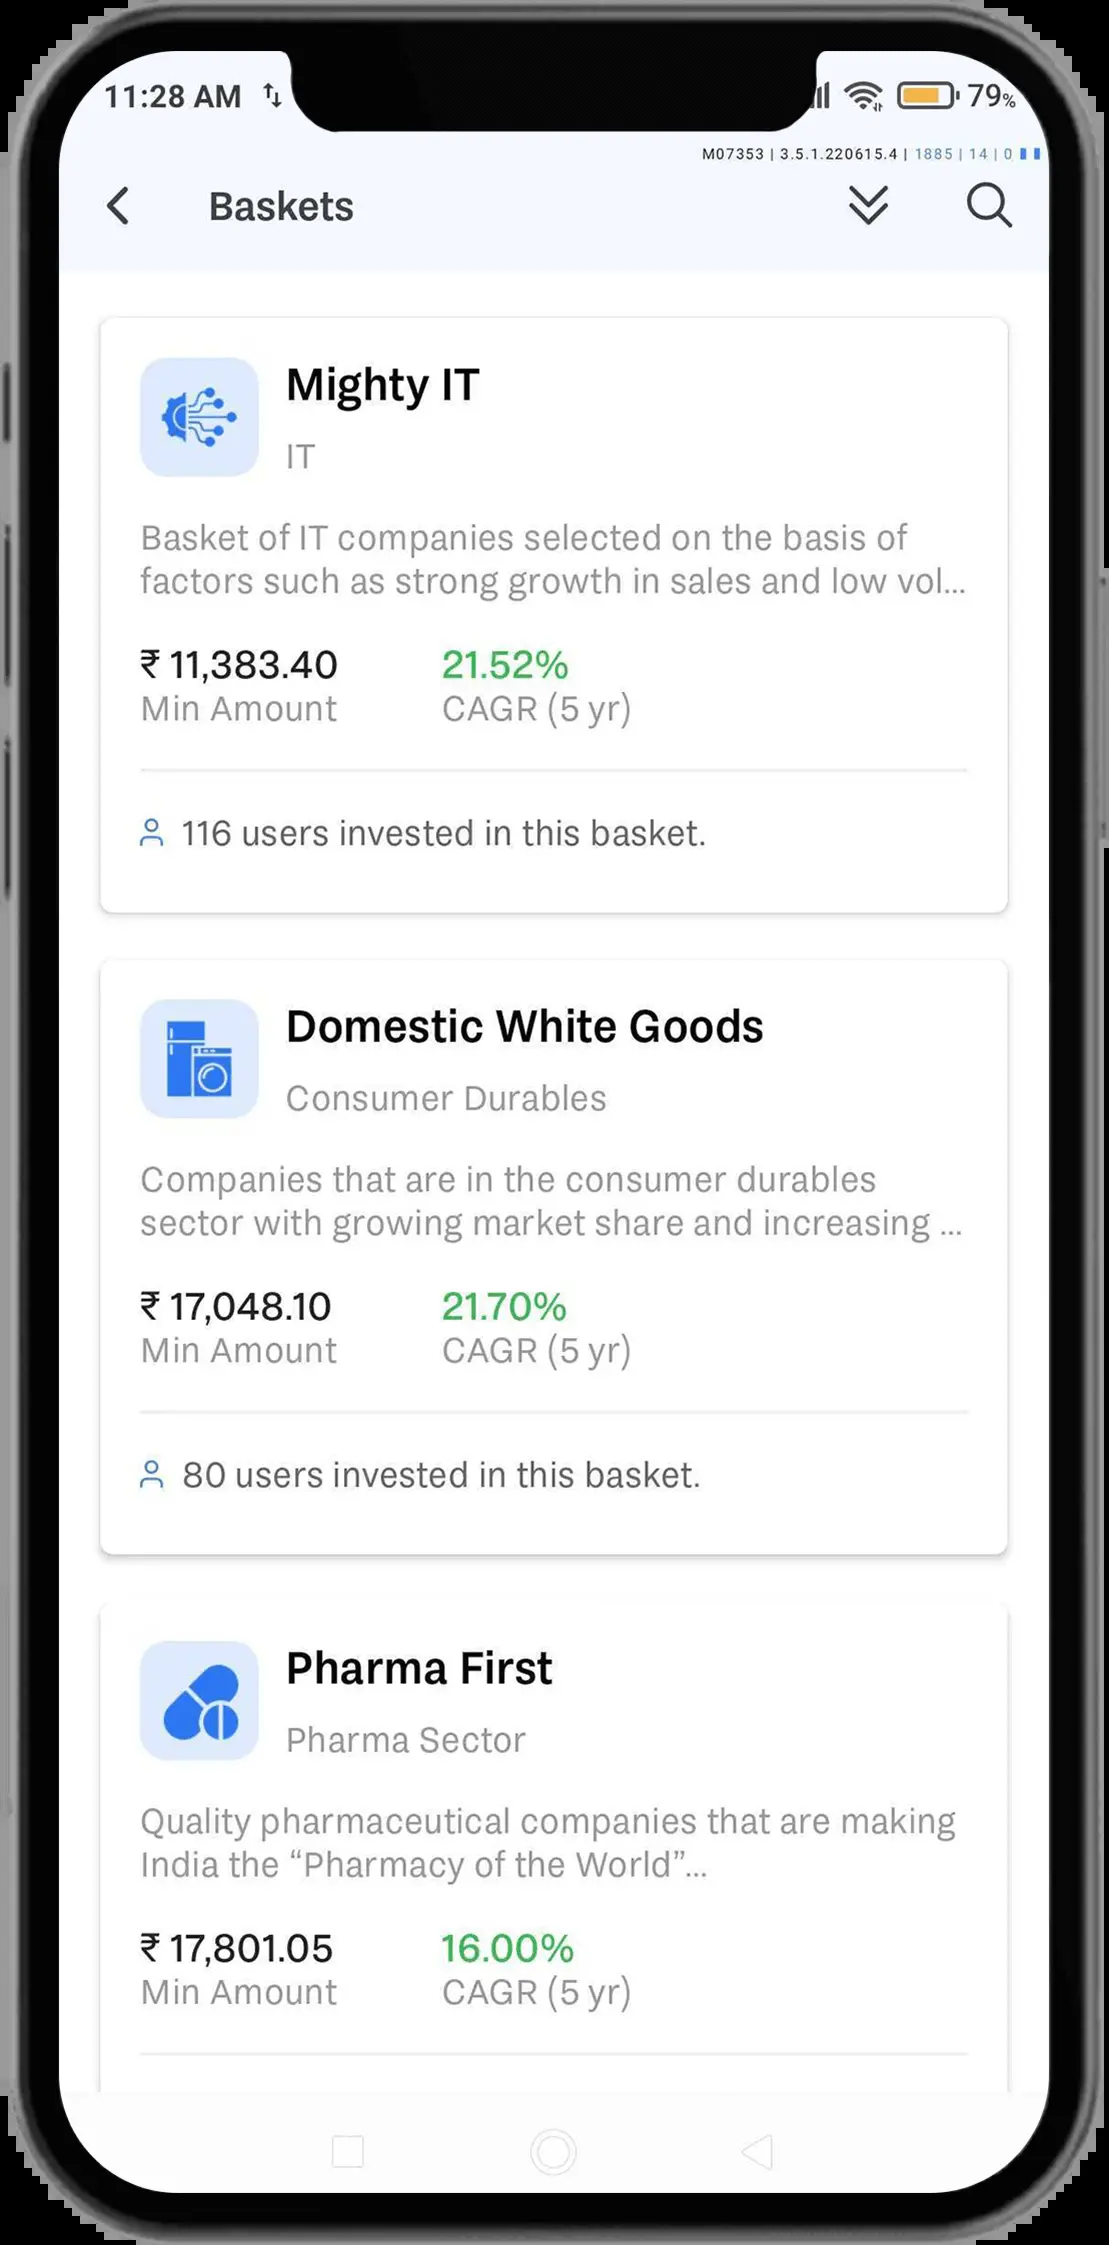 11:28 AM
79%
M07353 | 3.5.1.220615.4 | 1885 | 14 | 0
Baskets
Mighty IT
IT
Basket of IT companies selected on the basis of
factors such as strong growth in sales and low vol...
₹ 11,383.40 21.52%
Min Amount CAGR (5 yr)
116 users invested in this basket.
Domestic White Goods
Consumer Durables
Companies that are in the consumer durables
sector with growing market share and increasing ...
₹ 17,048.10 21.70%
Min Amount CAGR (5 yr)
80 users invested in this basket.
Pharma First
Pharma Sector
Quality pharmaceutical companies that are making
India the “Pharmacy of the World”...
₹ 17,801.05 16.00%
Min Amount CAGR (5 yr)